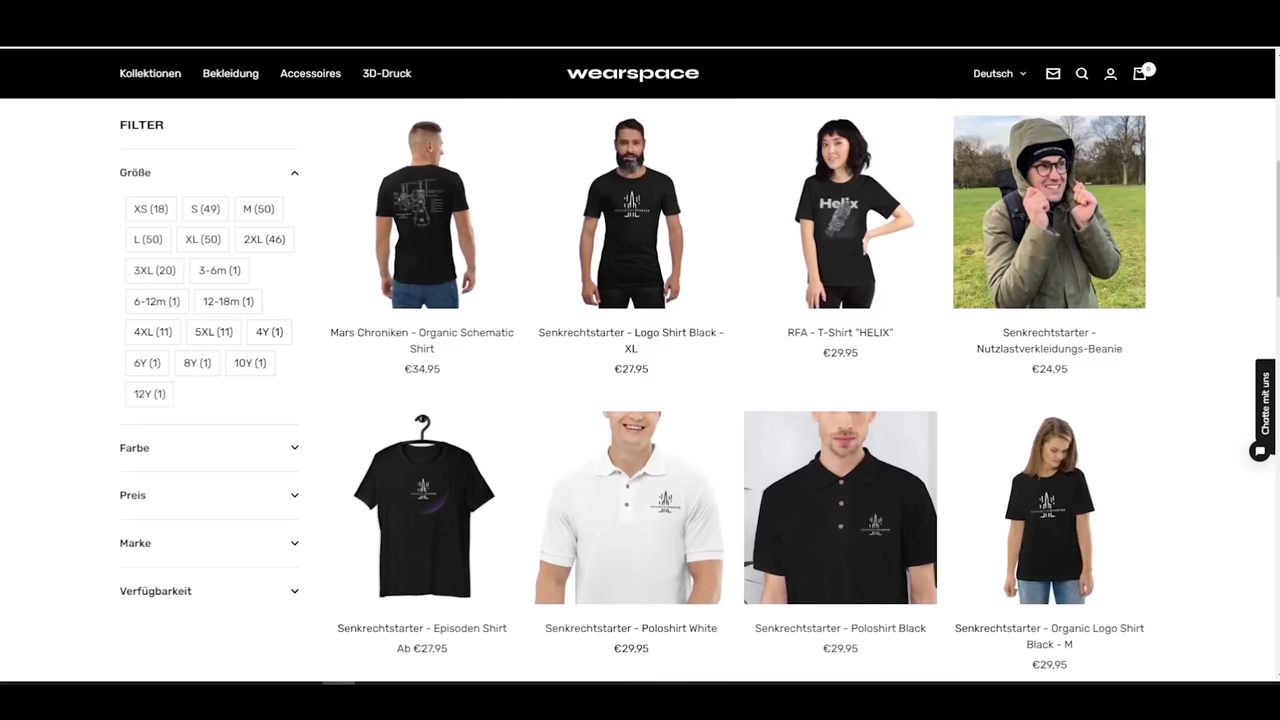 Kollektionen Bekleidung Accessoires 3D-Druck wearspace Deutsch 0
FILTER
Größe
XS (18) S (49) M (50)
L (50) XL (50) 2XL (46)
3XL (20) 3-6m (1)
6-12m (1) 12-18m (1)
4XL (11) 5XL (11) 4Y (1)
6Y (1) 8Y (1) 10Y (1)
12Y (1)
Farbe
Preis
Marke
Verfügbarkeit
Helix
Mars Chroniken - Organic Schematic
Shirt
€34,95
Senkrechtstarter - Logo Shirt Black -
XL
€27,95
RFA - T-Shirt "HELIX"
€29,95
Senkrechtstarter -
Nutzlastverkleidungs-Beanie
€24,95
Senkrechtstarter - Episoden Shirt
Ab €27,95
Senkrechtstarter - Poloshirt White
€29,95
Senkrechtstarter - Poloshirt Black
€29,95
Senkrechtstarter - Organic Logo Shirt
Black - M
€29,95
Chatte mit uns